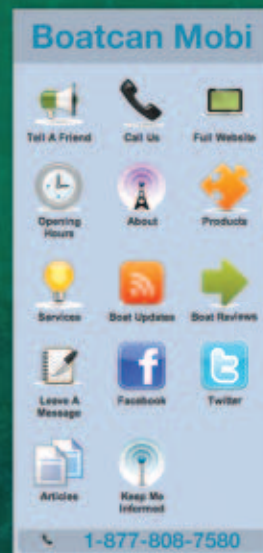 Boatcan Mobi
Tell A Friend
Call Us
Full Website
Opening
Hours
About
Products
Services
Boat Updates
Boat Reviews
Leave A
Message
Facebook
Twitter
Articles
Keep Me
Informed
1-877-808-7580